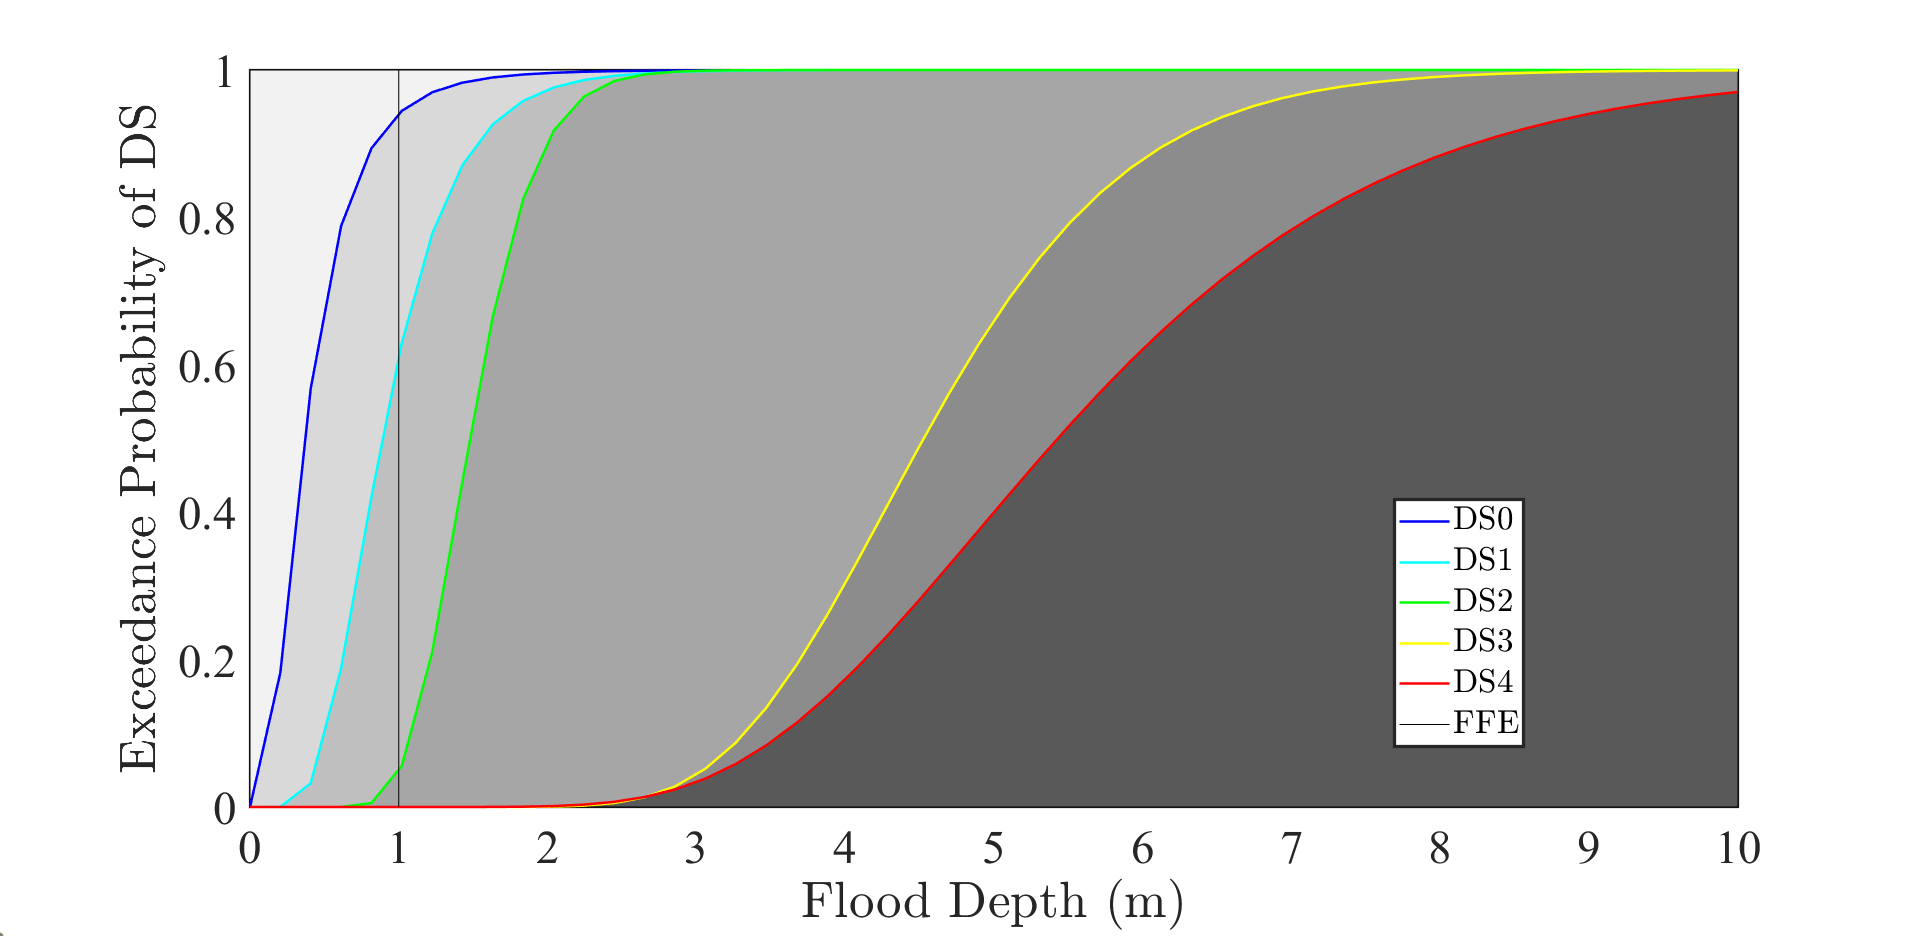 Exceedance Probability of DS
1
0.8
0.6
0.4
0.2
0
0 1 2 3 4 5 6 7 8 9 10
Flood Depth (m)
DS0
DS1
DS2
DS3
DS4
FFE